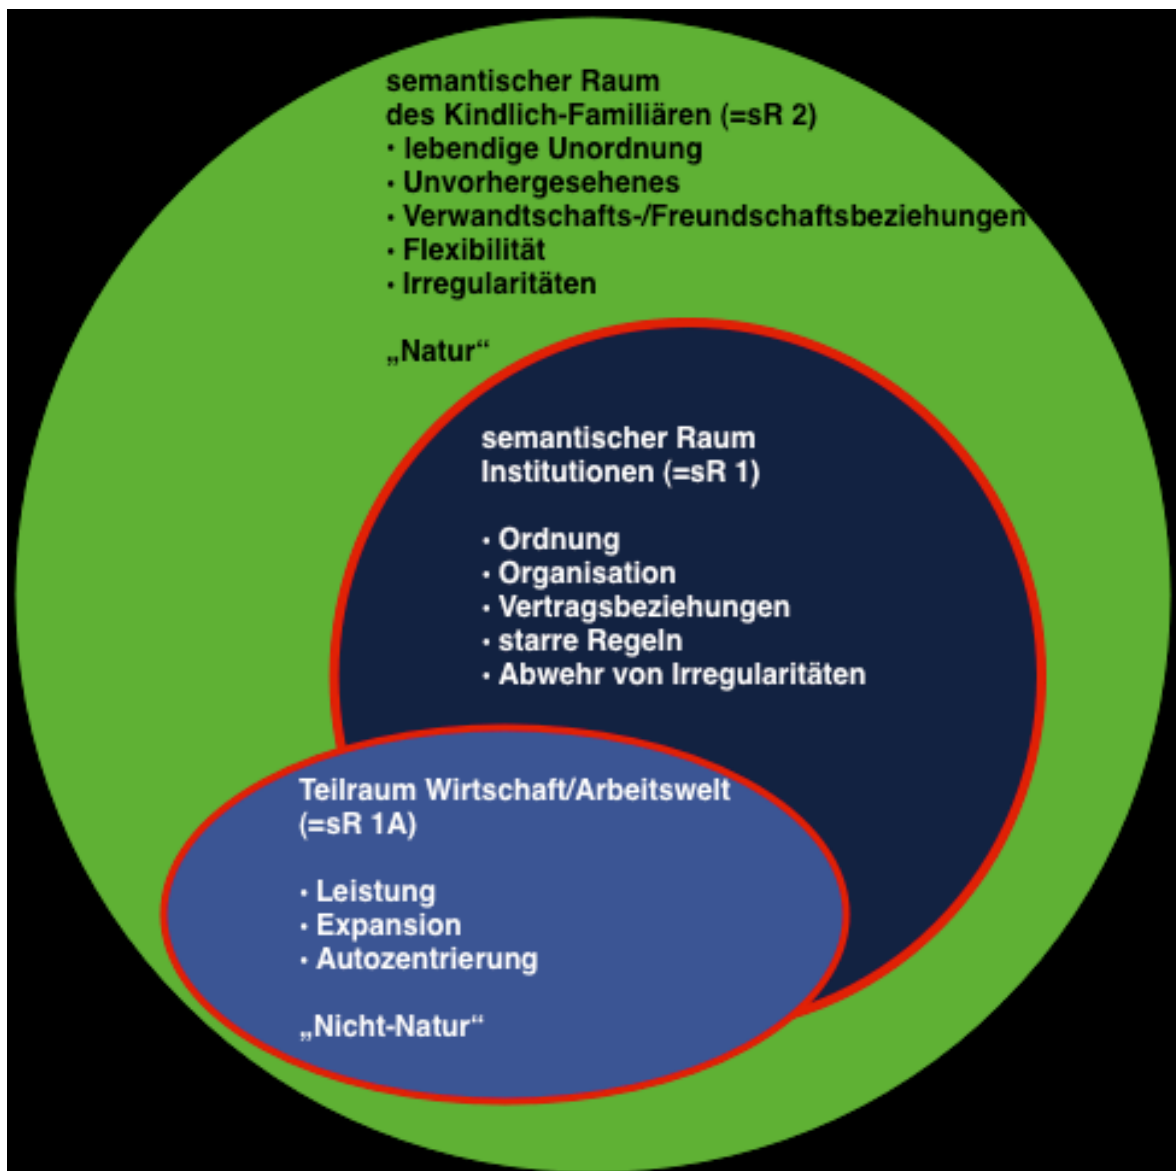 semantischer Raum
des Kindlich-Familiären (=sR 2)
· lebendige Unordnung
· Unvorhergesehenes
· Verwandtschafts-/Freundschaftsbeziehungen
· Flexibilität
· Irregularitäten
„Natur“
semantischer Raum
Institutionen (=sR 1)
· Ordnung
· Organisation
· Vertragsbeziehungen
· starre Regeln
· Abwehr von Irregularitäten
Teilraum Wirtschaft/Arbeitswelt
(=sR 1A)
· Leistung
· Expansion
· Autozentrierung
„Nicht-Natur“